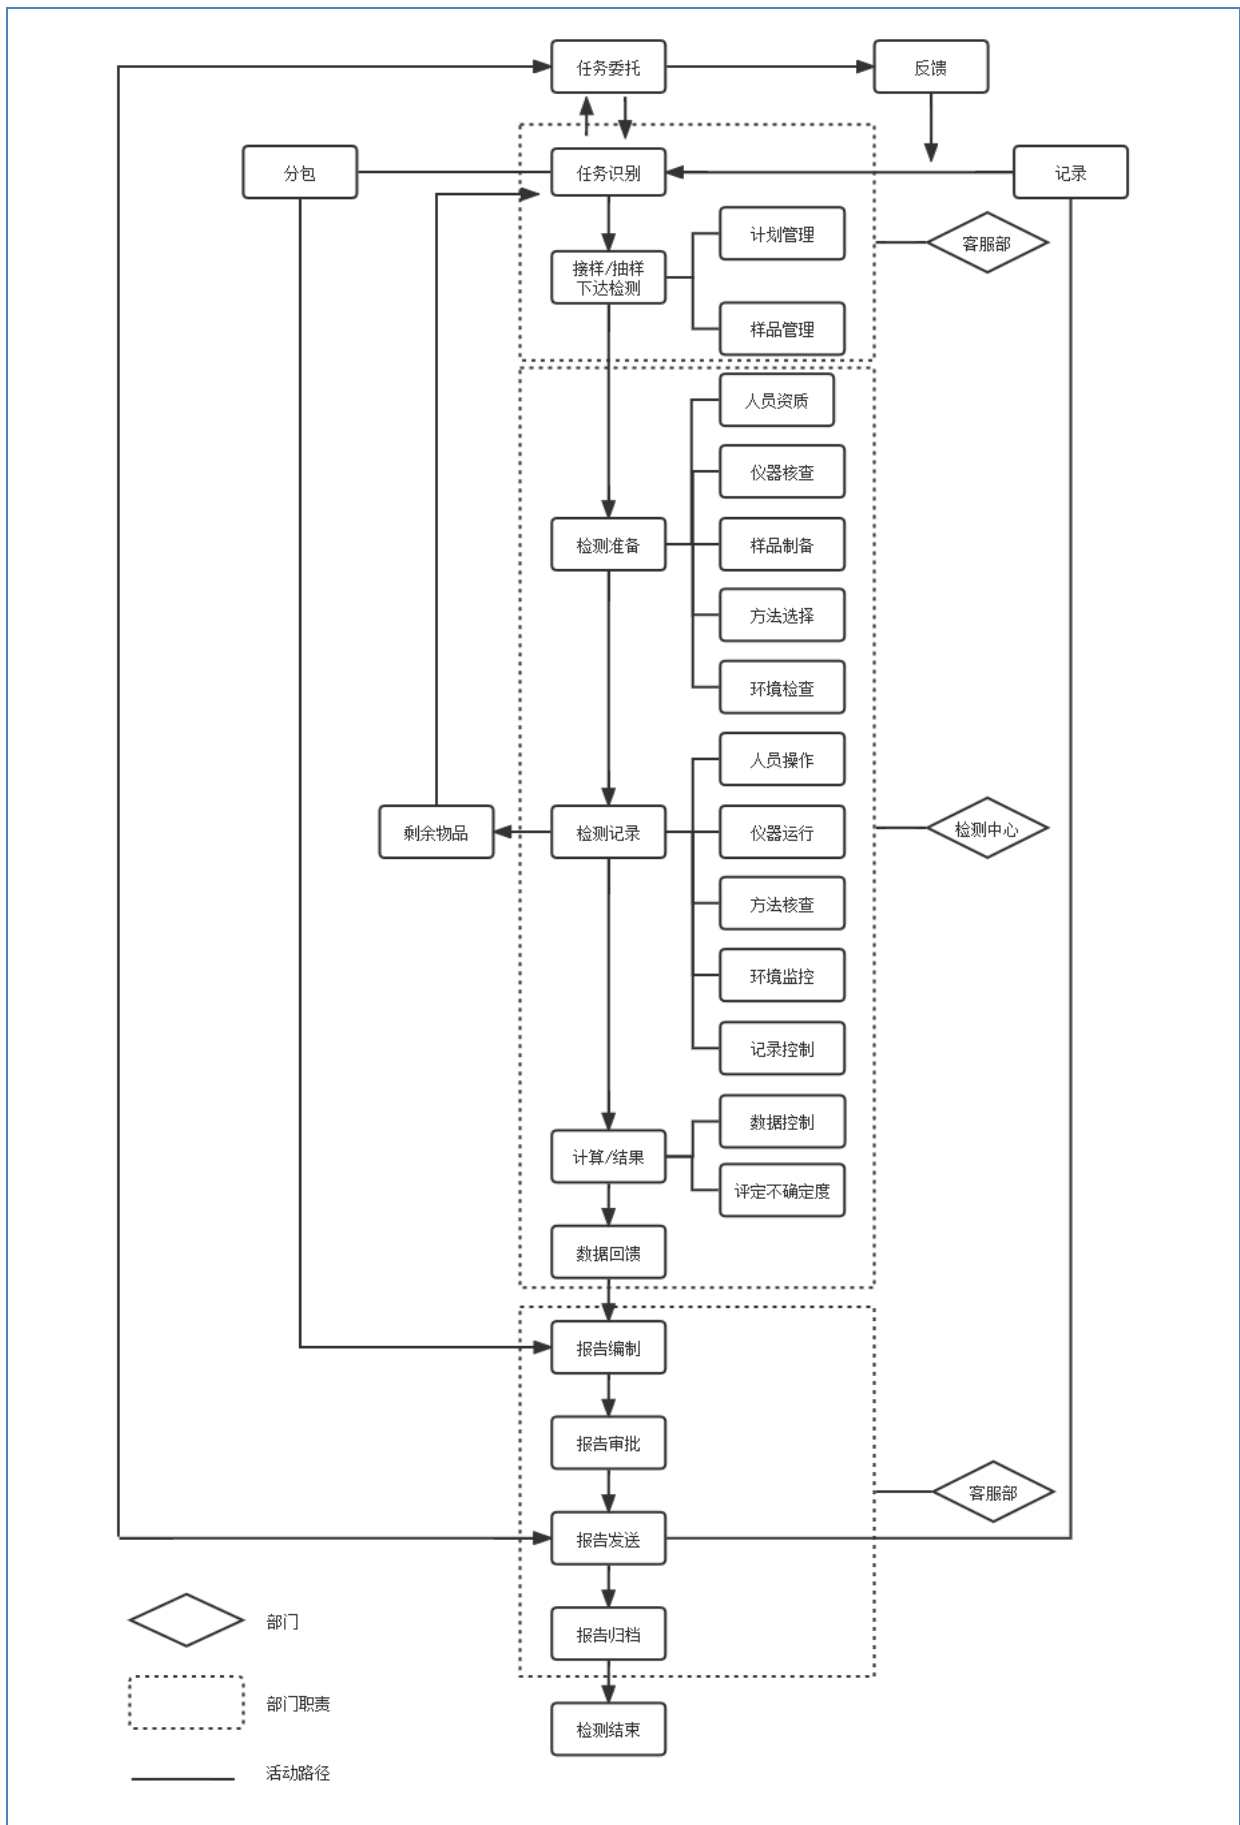 任务委托
反馈
分包
任务识别
记录
计划管理
客服部
接样/抽样
下达检测
样品管理
人员资质
仪器核查
检测准备
样品制备
方法选择
环境检查
人员操作
剩余物品
检测记录
仪器运行
检测中心
方法核查
环境监控
记录控制
数据控制
计算/结果
评定不确定度
数据回馈
报告编制
报告审批
客服部
报告发送
部门
报告归档
部门职责
检测结束
活动路径